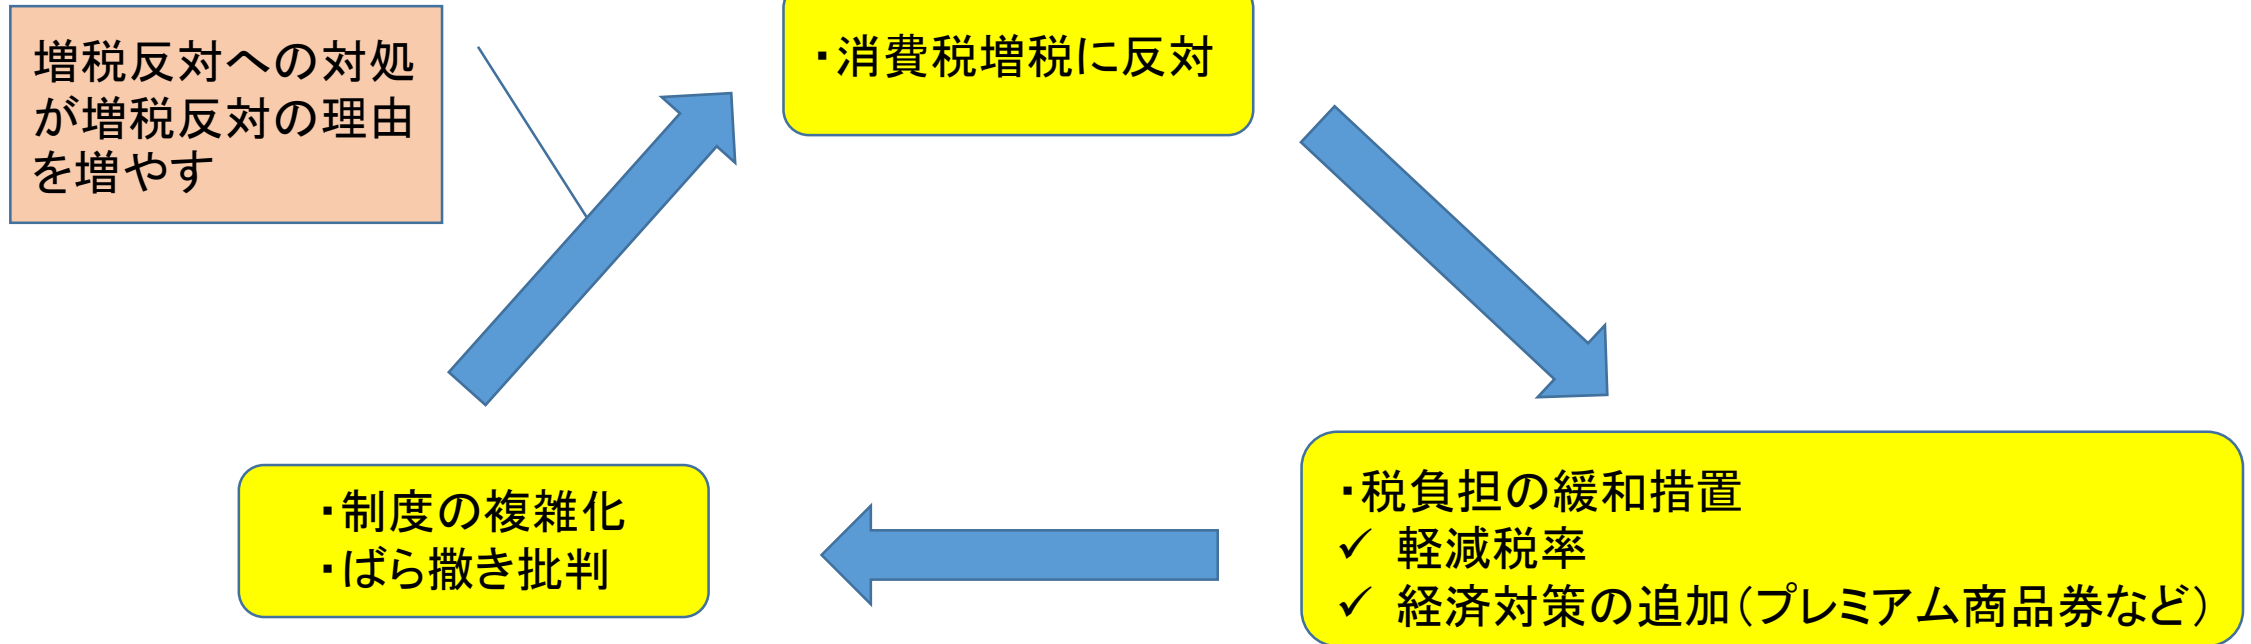 増税反対への対処
が増税反対の理由
を増やす
・消費税増税に反対
・税負担の緩和措置
✓ 軽減税率
✓ 経済対策の追加（プレミアム商品券など）
・制度の複雑化
・ばら撒き批判